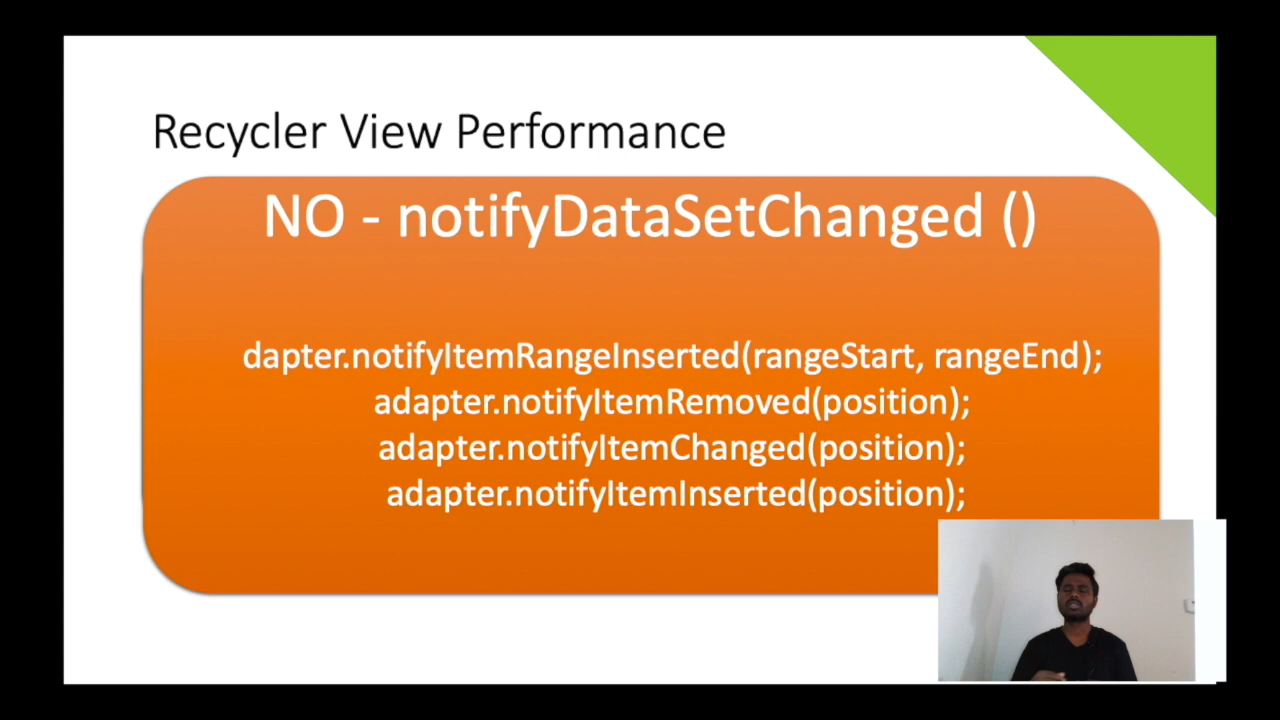 Recycler View Performance
NO - notifyDataSetChanged ()
dapter.notifyItemRangeInserted(rangeStart, rangeEnd);
adapter.notifyItemRemoved(position);
adapter.notifyItemChanged(position);
adapter.notifyItemInserted(position);